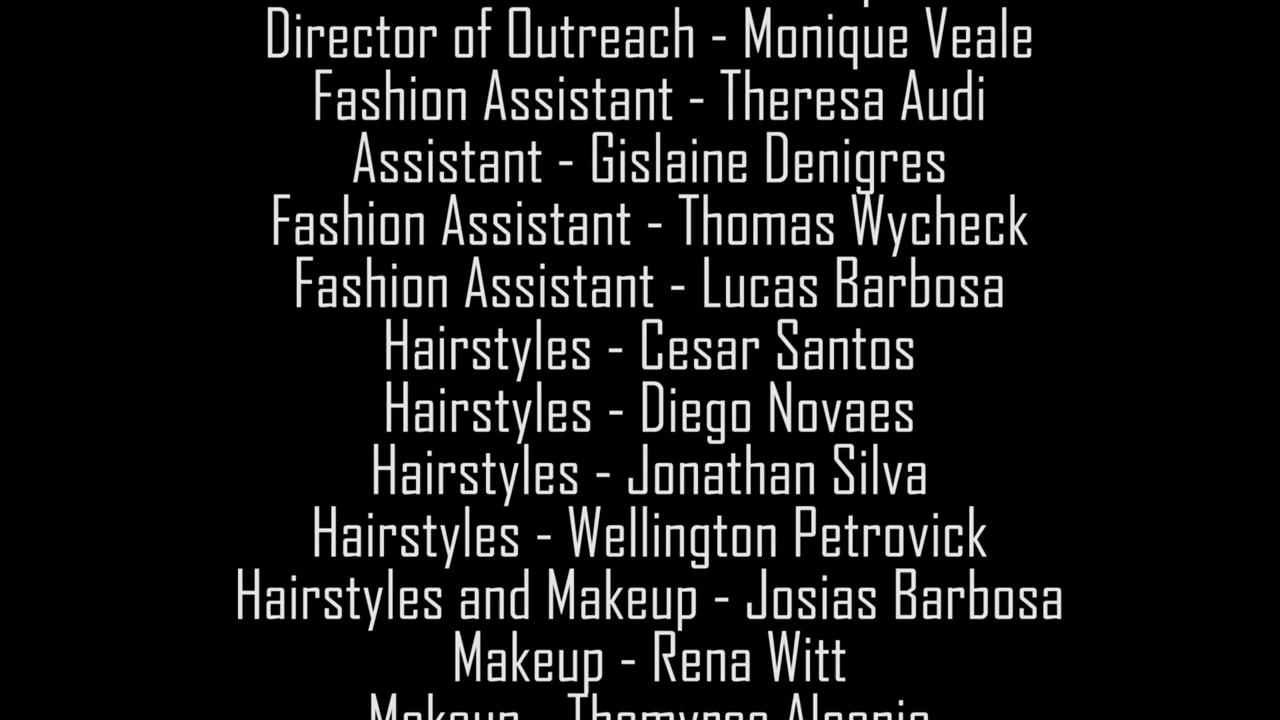 Director of Outreach - Monique Veale
Fashion Assistant - Theresa Audi
Assistant - Gislaine Denigres
Fashion Assistant - Thomas Wycheck
Fashion Assistant - Lucas Barbosa
Hairstyles - Cesar Santos
Hairstyles - Diego Novaes
Hairstyles - Jonathan Silva
Hairstyles - Wellington Petrovick
Hairstyles and Makeup - Josias Barbosa
Makeup - Rena Witt
Makeup -